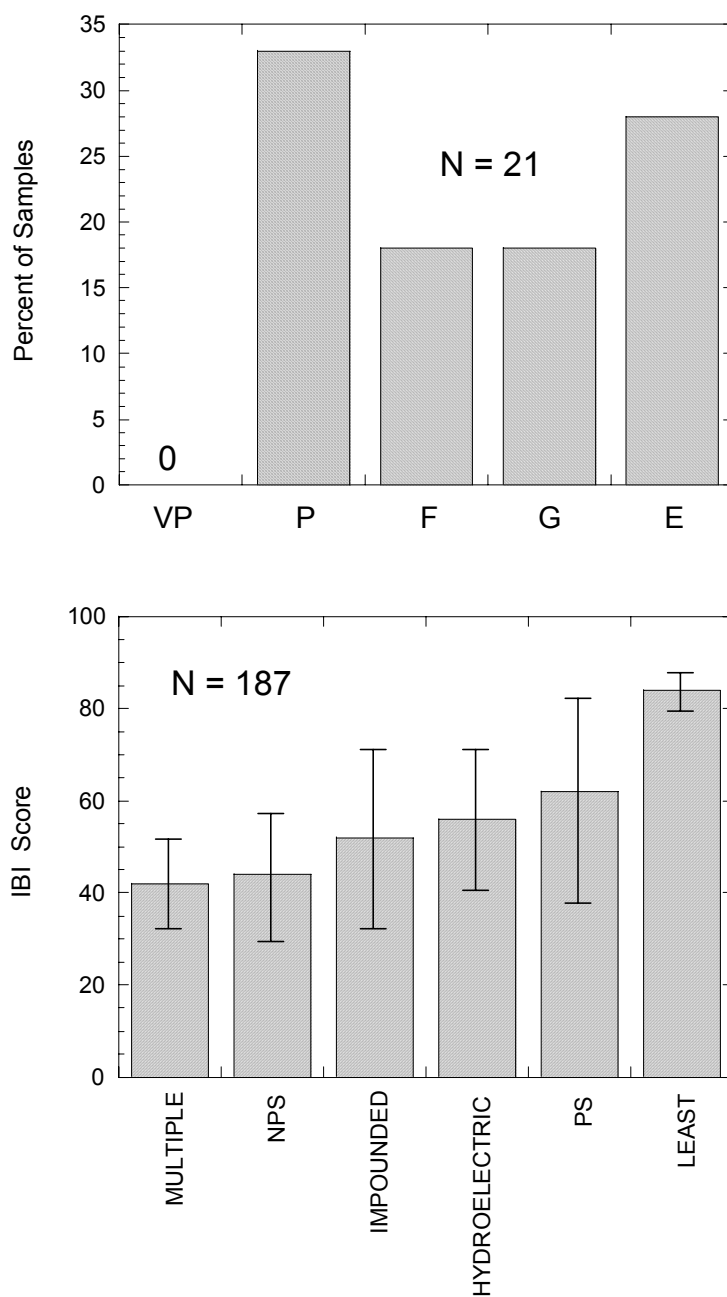 35
30
25
20
15
10
5
0
Percent of Samples
N = 21
0
VP P F G E
100
80
60
40
20
0
IBI Score
N = 187
MULTIPLE
NPS
IMPOUNDED
HYDROELECTRIC
PS
LEAST